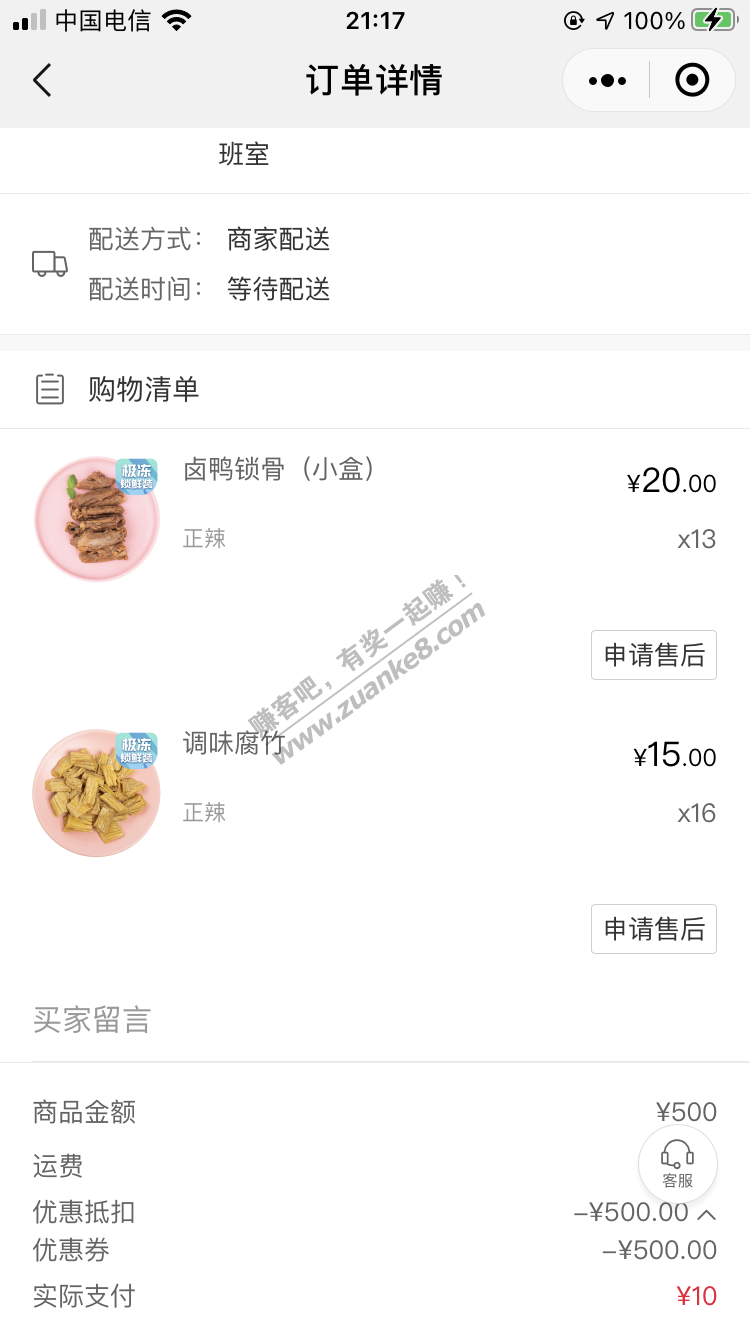 中国电信
21:17
100%
订单详情
班室
配送方式： 商家配送
配送时间： 等待配送
购物清单
极冻
锁鲜装
卤鸭锁骨（小盒）
¥20.00
正辣
x13
赚客吧，有奖一起赚！
www.zuanke8.com
申请售后
极冻
锁鲜装
调味腐竹
¥15.00
正辣
x16
申请售后
买家留言
商品金额
¥500
运费
客服
优惠抵扣
-¥500.00
优惠券
-¥500.00
实际支付
¥10